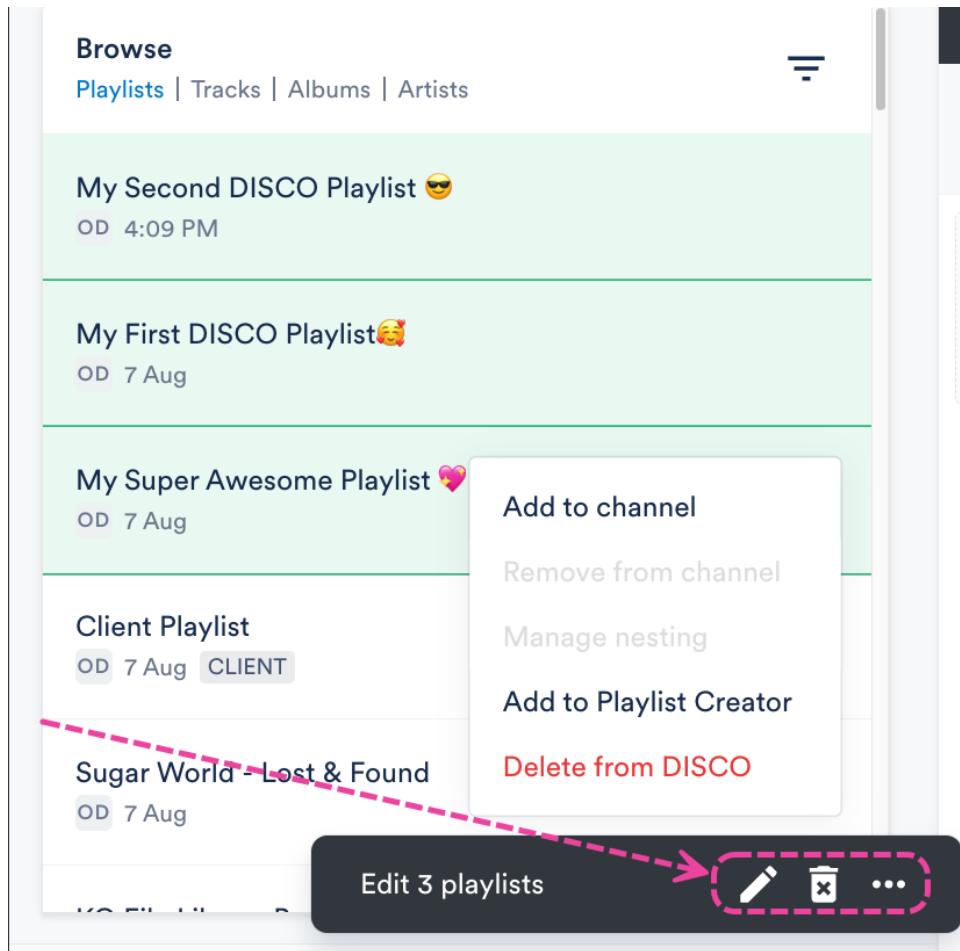 Browse
Playlists | Tracks | Albums | Artists
My Second DISCO Playlist 😎
OD 4:09 PM
My First DISCO Playlist🥰
OD 7 Aug
My Super Awesome Playlist 💖
OD 7 Aug
Add to channel
Remove from channel
Manage nesting
Add to Playlist Creator
Delete from DISCO
Client Playlist
OD 7 Aug CLIENT
Sugar World - Lost & Found
OD 7 Aug
Edit 3 playlists